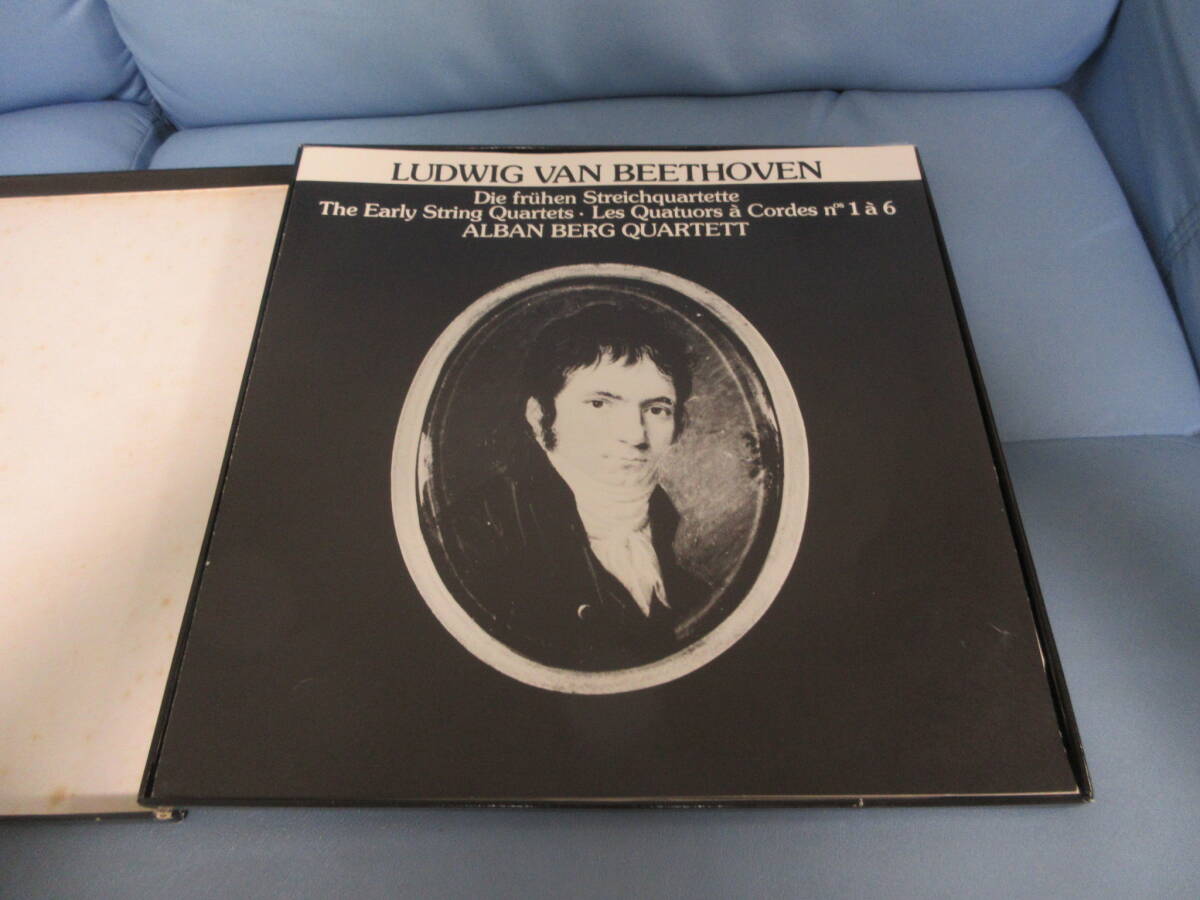 LUDWIG VAN BEETHOVEN
Die frühen Streichquartette
The Early String Quartets · Les Quatuors à Cordes nos 1 à 6
ALBAN BERG QUARTETT